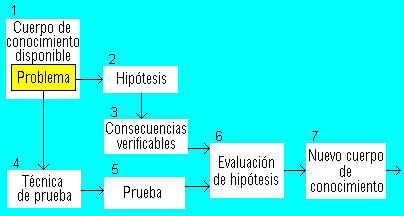 1
Cuerpo de
conocimiento
disponible
Problema
2
Hipótesis
3
Consecuencias
verificables
4
Técnica
de prueba
5
Prueba
6
Evaluación
de hipótesis
7
Nuevo cuerpo
de
conocimiento